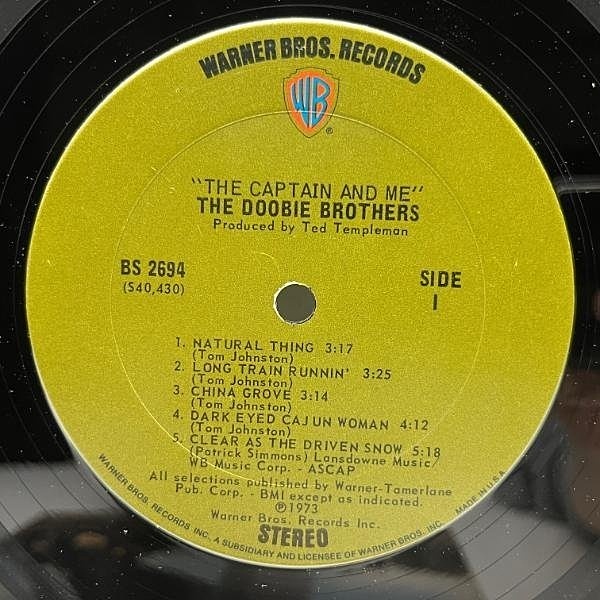 WARNER BROS. RECORDS
WB
®
"THE CAPTAIN AND ME"
THE DOOBIE BROTHERS
Produced by Ted Templeman
BS 2694
(S40,430)
SIDE
1
1. NATURAL THING 3:17
(Tom Johnston)
2. LONG TRAIN RUNNIN' 3:25
(Tom Johnston)
3. CHINA GROVE 3:14
(Tom Johnston)
4. DARK EYED CAJUN WOMAN 4:12
(Tom Johnston)
5. CLEAR AS THE DRIVEN SNOW 5:18
(Patrick Simmons) Lansdowne Music/
WB Music Corp. - ASCAP
All selections published by Warner-Tamerlane
Pub. Corp. - BMI except as indicated.
℗1973
Warner Bros. Records Inc.
STEREO
WARNER BROS. RECORDS INC. A SUBSIDIARY AND LICENSEE OF WARNER BROS. INC. MADE IN U.S.A.